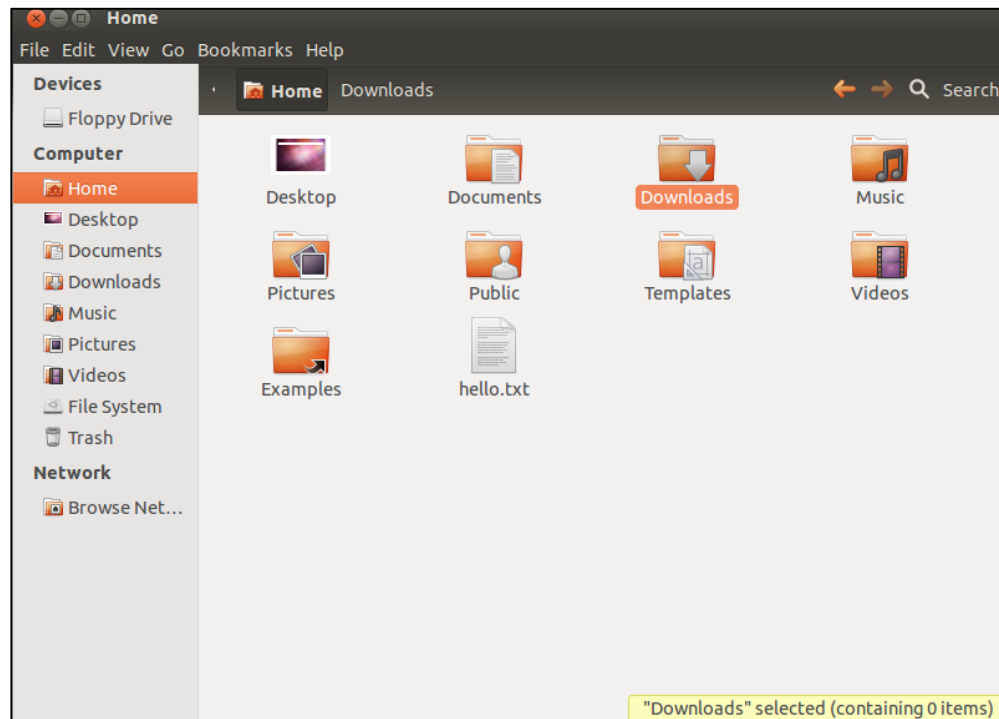 Home
File Edit View Go Bookmarks Help
Devices
Floppy Drive
Computer
Home
Desktop
Documents
Downloads
Music
Pictures
Videos
File System
Trash
Network
Browse Net...
Home Downloads Search
Desktop Documents Downloads Music
Pictures Public Templates Videos
Examples hello.txt
"Downloads" selected (containing 0 items)